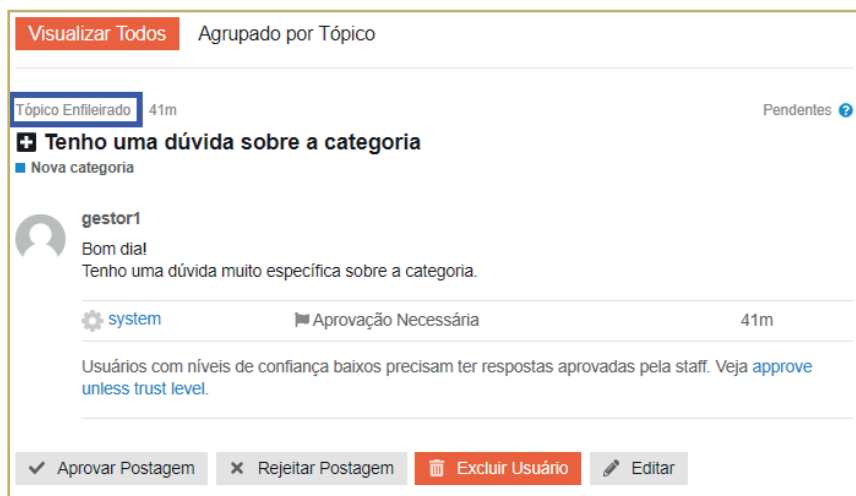 Visualizar Todos Agrupado por Tópico
Tópico Enfileirado 41m Pendentes ?
Tenho uma dúvida sobre a categoria
Nova categoria
gestor1
Bom dia!
Tenho uma dúvida muito específica sobre a categoria.
system Aprovação Necessária 41m
Usuários com níveis de confiança baixos precisam ter respostas aprovadas pela staff. Veja approve
unless trust level.
Aprovar Postagem Rejeitar Postagem Excluir Usuário Editar